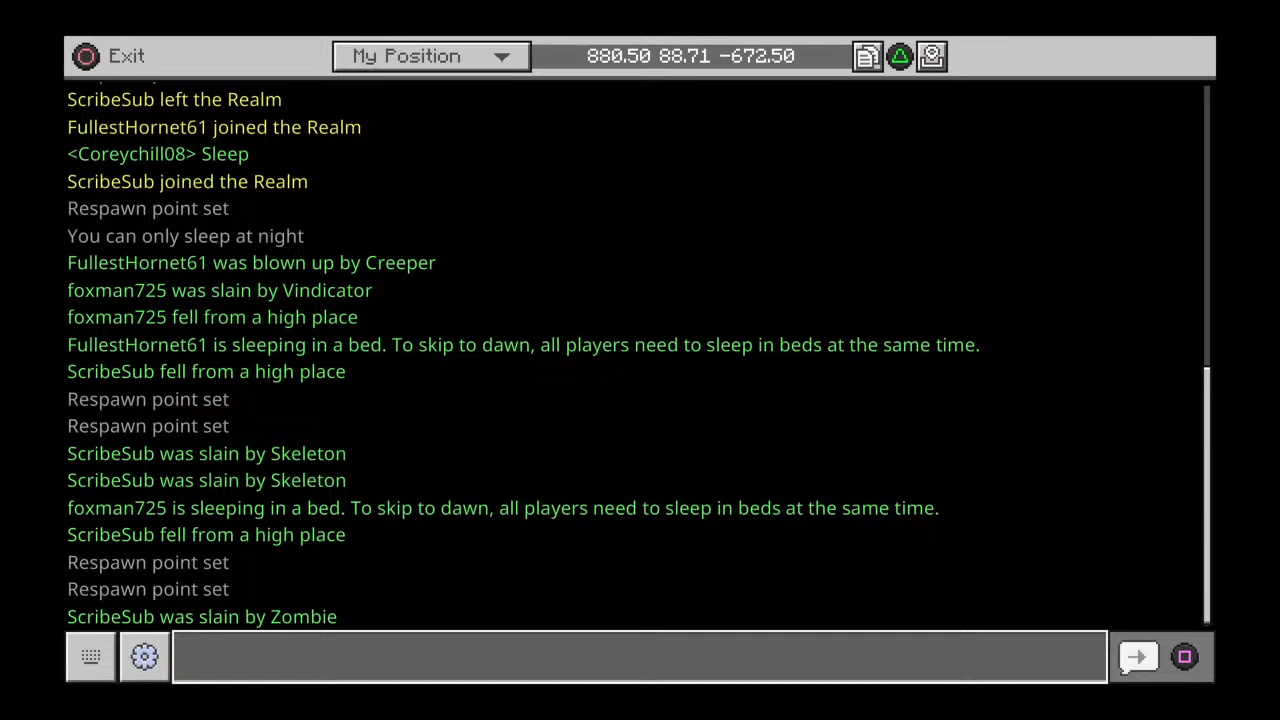 Exit
My Position
880.50 88.71 -672.50
ScribeSub left the Realm
FullestHornet61 joined the Realm
<Coreychill08> Sleep
ScribeSub joined the Realm
Respawn point set
You can only sleep at night
FullestHornet61 was blown up by Creeper
foxman725 was slain by Vindicator
foxman725 fell from a high place
FullestHornet61 is sleeping in a bed. To skip to dawn, all players need to sleep in beds at the same time.
ScribeSub fell from a high place
Respawn point set
Respawn point set
ScribeSub was slain by Skeleton
ScribeSub was slain by Skeleton
foxman725 is sleeping in a bed. To skip to dawn, all players need to sleep in beds at the same time.
ScribeSub fell from a high place
Respawn point set
Respawn point set
ScribeSub was slain by Zombie